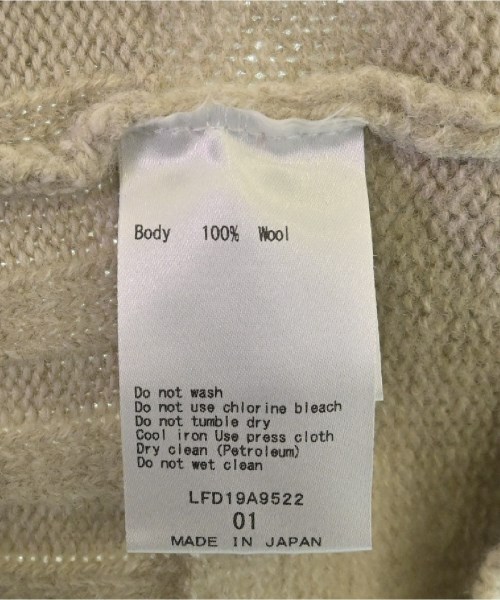 Body 100% Wool
Do not wash
Do not use chlorine bleach
Do not tumble dry
Cool iron Use press cloth
Dry clean (Petroleum)
Do not wet clean
LFD19A9522
01
MADE IN JAPAN